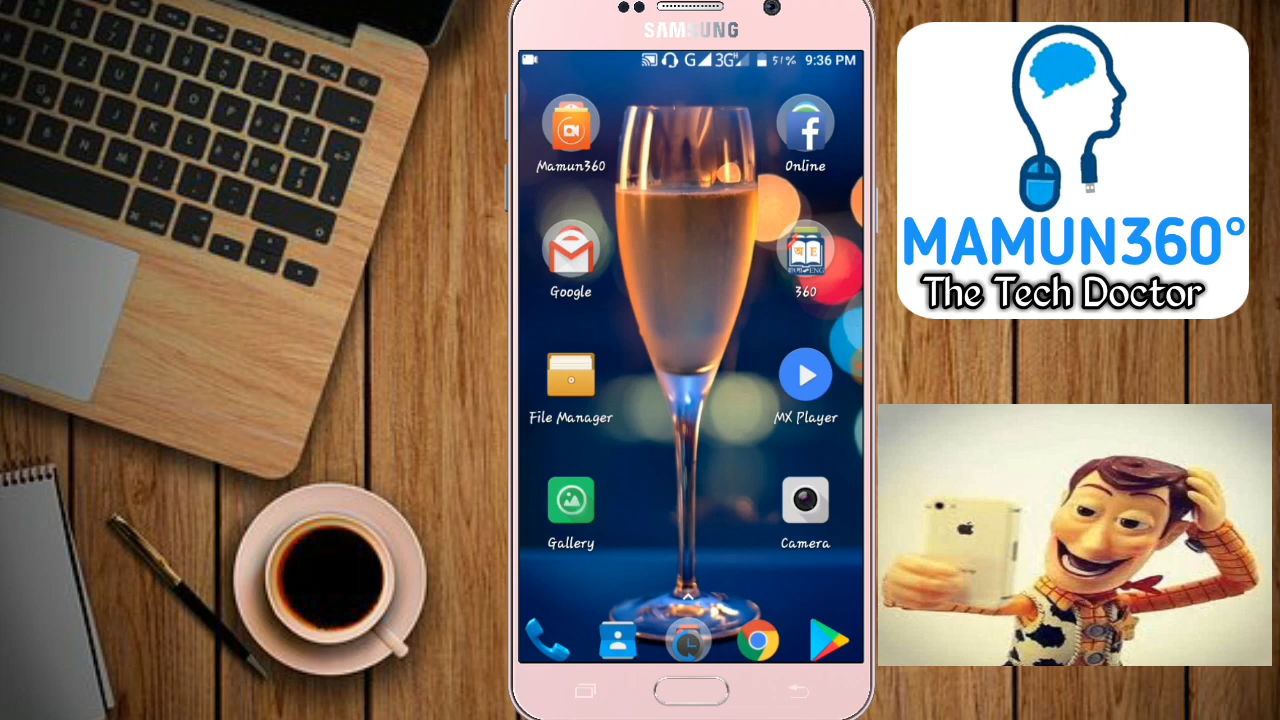 SAMSUNG
G 3G H 51% 9:36 PM
Mamun360
Online
Google
360
File Manager
MX Player
Gallery
Camera
MAMUN360°
The Tech Doctor